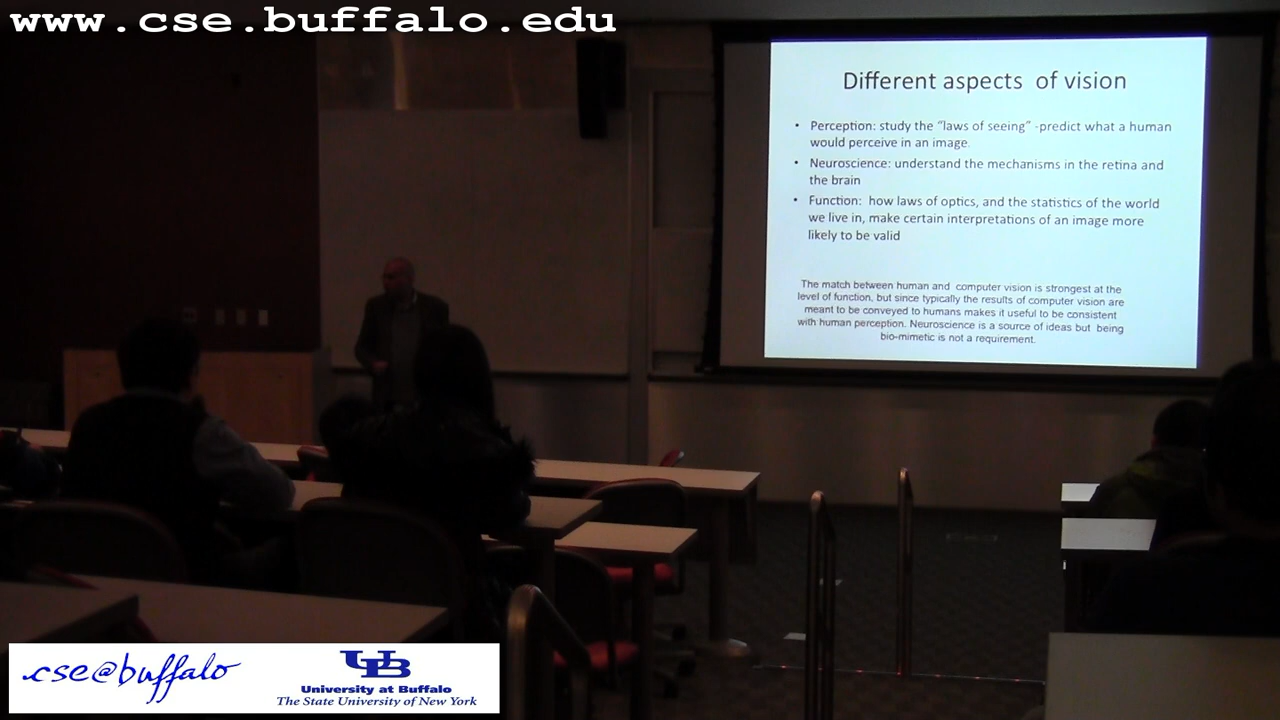 www.cse.buffalo.edu
Different aspects of vision
• Perception: study the “laws of seeing” -predict what a human
would perceive in an image.
• Neuroscience: understand the mechanisms in the retina and
the brain
• Function: how laws of optics, and the statistics of the world
we live in, make certain interpretations of an image more
likely to be valid
The match between human and computer vision is strongest at the
level of function, but since typically the results of computer vision are
meant to be conveyed to humans makes it useful to be consistent
with human perception. Neuroscience is a source of ideas but being
bio-mimetic is not a requirement.
cse@buffalo
UB
University at Buffalo
The State University of New York